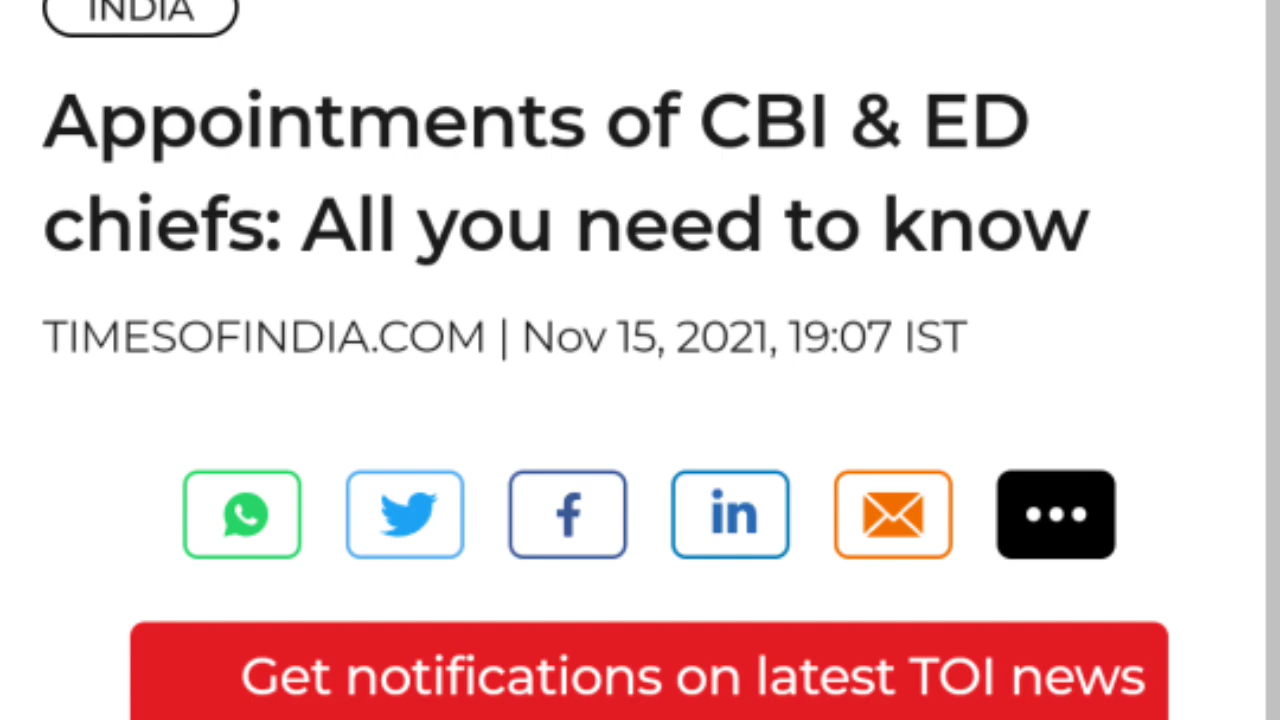 INDIA
Appointments of CBI & ED
chiefs: All you need to know
TIMESOFINDIA.COM | Nov 15, 2021, 19:07 IST
Get notifications on latest TOI news